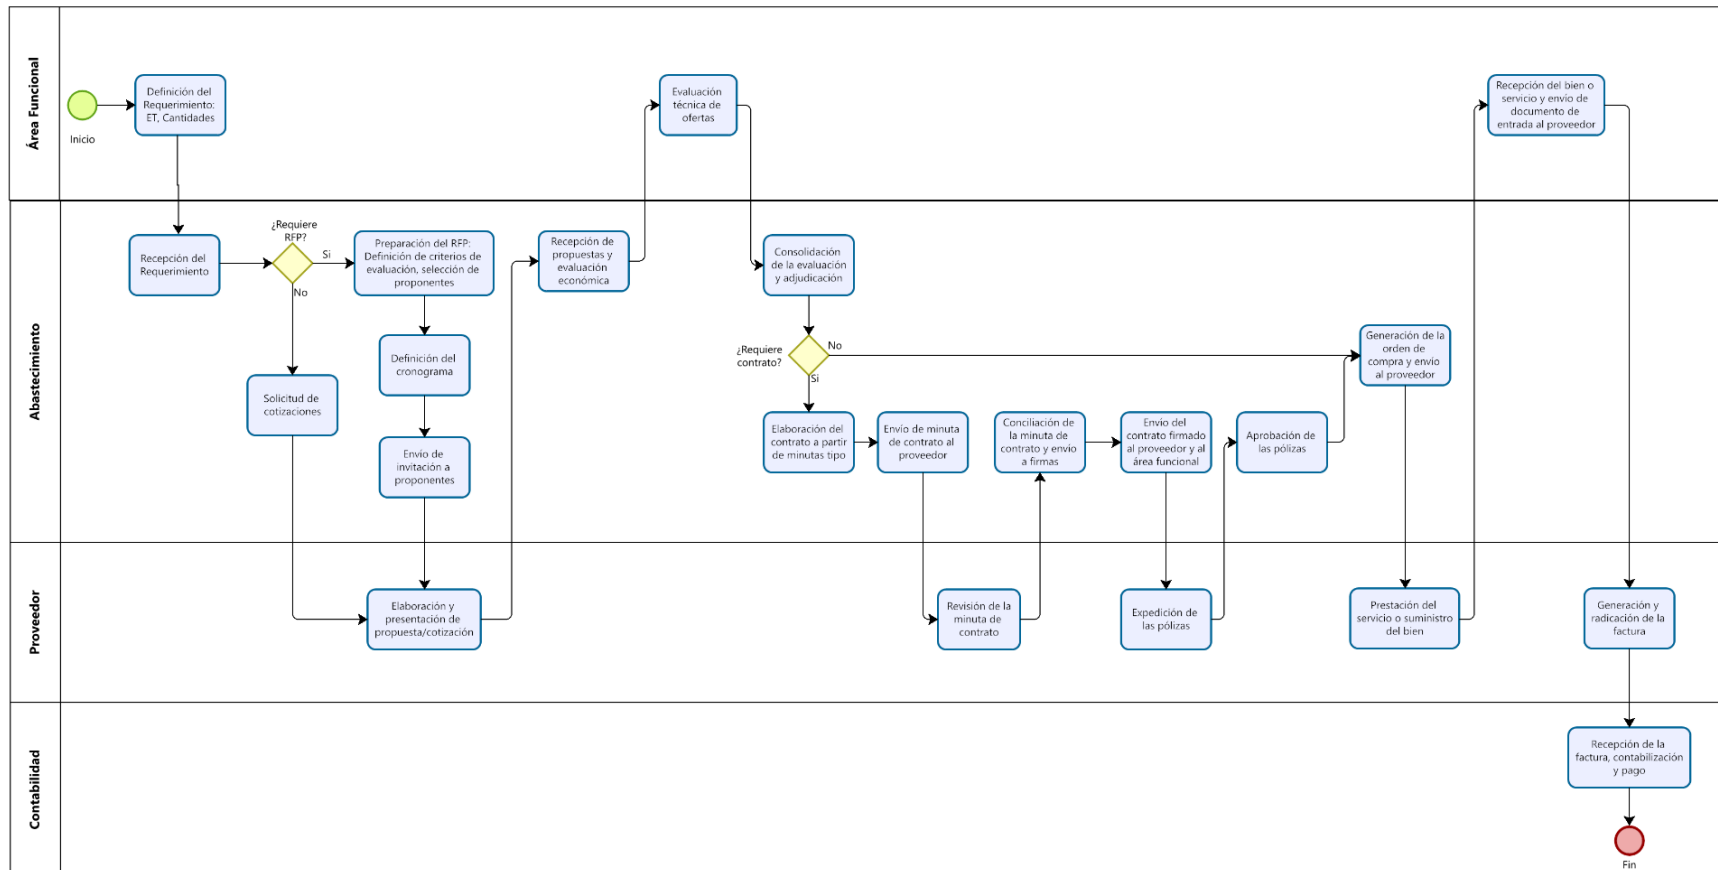 Área Funcional
Inicio
Definición del
Requerimiento:
ET, Cantidades
Evaluación
técnica de
ofertas
Recepción del bien o
servicio y envío de
documento de
entrada al proveedor
Abastecimiento
Recepción del
Requerimiento
¿Requiere
RFP?
Si
No
Preparación del RFP:
Definición de criterios de
evaluación, selección de
proponentes
Definición del
cronograma
Envío de
invitación a
proponentes
Solicitud de
cotizaciones
Recepción de
propuestas y
evaluación
económica
Consolidación
de la evaluación
y adjudicación
¿Requiere
contrato?
No
Si
Elaboración del
contrato a partir
de minutas tipo
Envío de minuta
de contrato al
proveedor
Conciliación de
la minuta de
contrato y envío
a firmas
Envío del
contrato firmado
al proveedor y al
área funcional
Aprobación de
las pólizas
Generación de la
orden de
compra y envío
al proveedor
Proveedor
Elaboración y
presentación de
propuesta/cotización
Revisión de la
minuta de
contrato
Expedición de
las pólizas
Prestación del
servicio o suministro
del bien
Generación y
radicación de la
factura
Contabilidad
Recepción de la
factura, contabilización
y pago
Fin